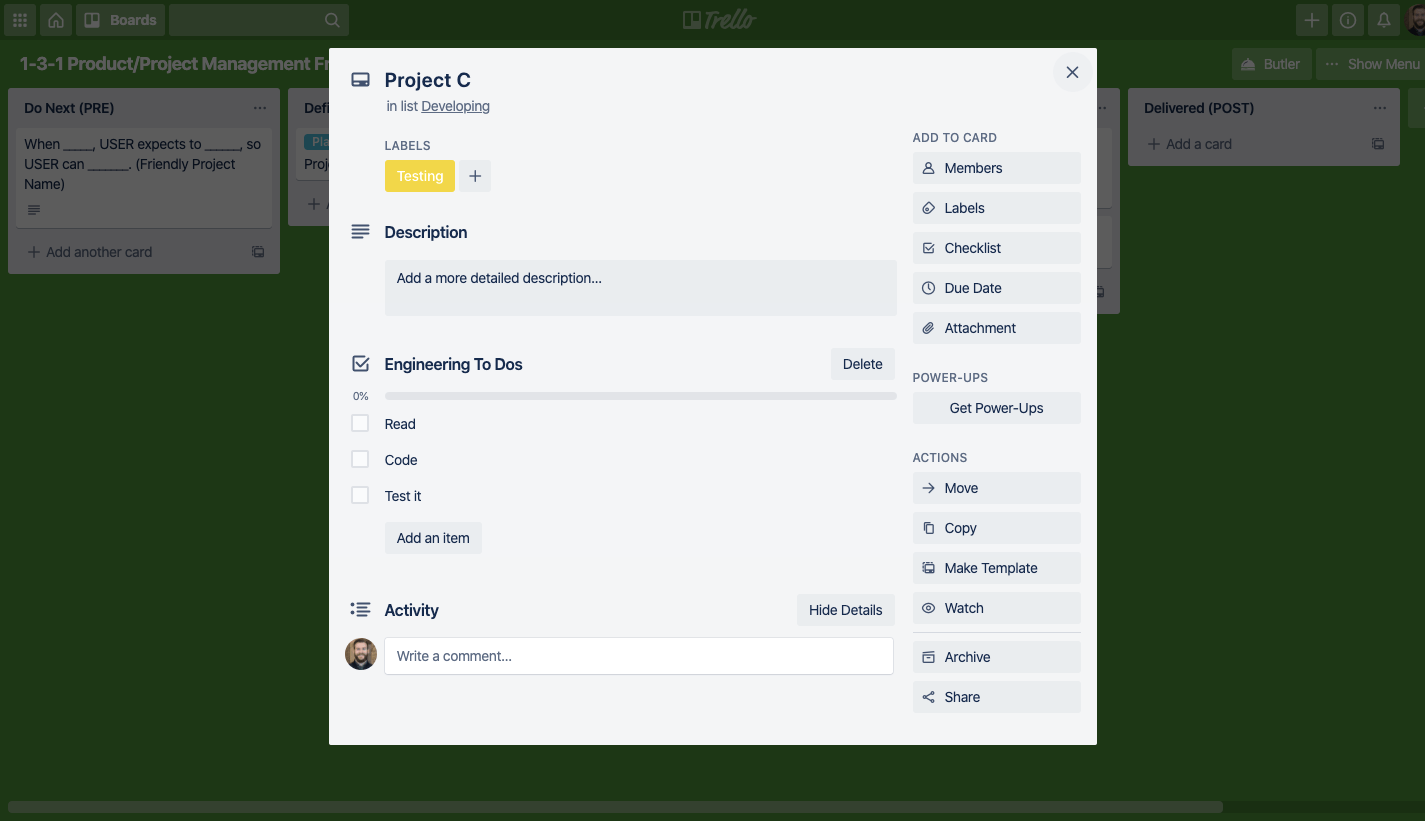 Boards
Trello
1-3-1 Product/Project Management Fr
Butler
Show Menu
Do Next (PRE)
When _____, USER expects to ______, so
USER can _______. (Friendly Project
Name)
Add another card
Defi
Pla
Proj
Delivered (POST)
Add a card
Project C
in list Developing
LABELS
Testing
Description
Add a more detailed description...
Engineering To Dos
Delete
0%
Read
Code
Test it
Add an item
Activity
Hide Details
Write a comment...
ADD TO CARD
Members
Labels
Checklist
Due Date
Attachment
POWER-UPS
Get Power-Ups
ACTIONS
Move
Copy
Make Template
Watch
Archive
Share